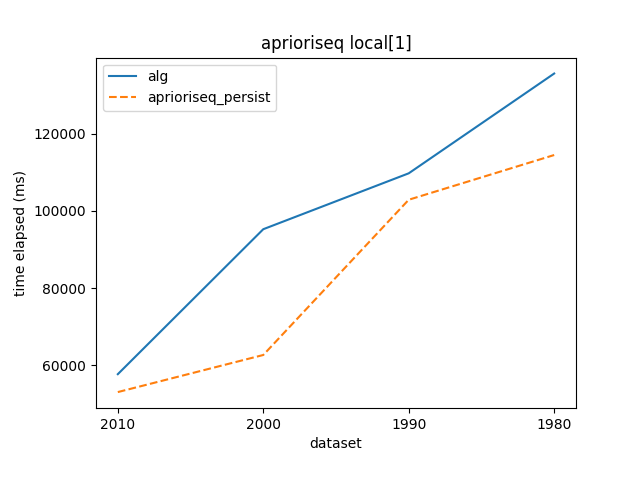 aprioriseq local[1]
alg
aprioriseq_persist
time elapsed (ms)
120000
100000
80000
60000
2010 2000 1990 1980
dataset